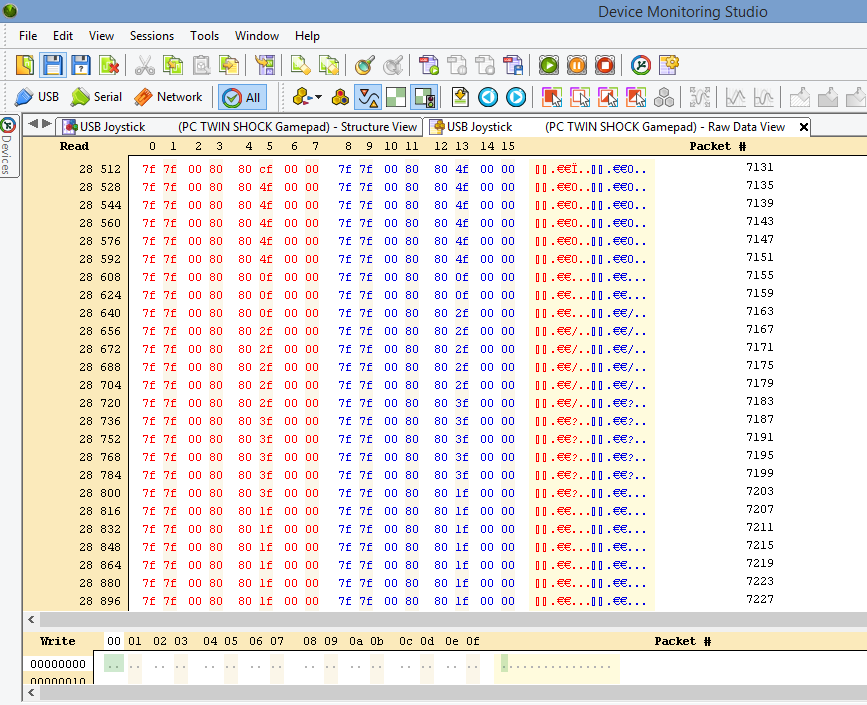 Device Monitoring Studio
File Edit View Sessions Tools Window Help
USB Serial Network All
Devices
USB Joystick (PC TWIN SHOCK Gamepad) - Structure View USB Joystick (PC TWIN SHOCK Gamepad) - Raw Data View
Read 0 1 2 3 4 5 6 7 8 9 10 11 12 13 14 15 Packet #
28 512 7f 7f 00 80 80 cf 00 00 7f 7f 00 80 80 4f 00 00 ▯▯.€€Ï..▯▯.€€O.. 7131
28 528 7f 7f 00 80 80 4f 00 00 7f 7f 00 80 80 4f 00 00 ▯▯.€€O..▯▯.€€O.. 7135
28 544 7f 7f 00 80 80 4f 00 00 7f 7f 00 80 80 4f 00 00 ▯▯.€€O..▯▯.€€O.. 7139
28 560 7f 7f 00 80 80 4f 00 00 7f 7f 00 80 80 4f 00 00 ▯▯.€€O..▯▯.€€O.. 7143
28 576 7f 7f 00 80 80 4f 00 00 7f 7f 00 80 80 4f 00 00 ▯▯.€€O..▯▯.€€O.. 7147
28 592 7f 7f 00 80 80 4f 00 00 7f 7f 00 80 80 4f 00 00 ▯▯.€€O..▯▯.€€O.. 7151
28 608 7f 7f 00 80 80 0f 00 00 7f 7f 00 80 80 0f 00 00 ▯▯.€€...▯▯.€€... 7155
28 624 7f 7f 00 80 80 0f 00 00 7f 7f 00 80 80 0f 00 00 ▯▯.€€...▯▯.€€... 7159
28 640 7f 7f 00 80 80 0f 00 00 7f 7f 00 80 80 2f 00 00 ▯▯.€€...▯▯.€€/.. 7163
28 656 7f 7f 00 80 80 2f 00 00 7f 7f 00 80 80 2f 00 00 ▯▯.€€/..▯▯.€€/.. 7167
28 672 7f 7f 00 80 80 2f 00 00 7f 7f 00 80 80 2f 00 00 ▯▯.€€/..▯▯.€€/.. 7171
28 688 7f 7f 00 80 80 2f 00 00 7f 7f 00 80 80 2f 00 00 ▯▯.€€/..▯▯.€€/.. 7175
28 704 7f 7f 00 80 80 2f 00 00 7f 7f 00 80 80 2f 00 00 ▯▯.€€/..▯▯.€€/.. 7179
28 720 7f 7f 00 80 80 2f 00 00 7f 7f 00 80 80 3f 00 00 ▯▯.€€/..▯▯.€€?.. 7183
28 736 7f 7f 00 80 80 3f 00 00 7f 7f 00 80 80 3f 00 00 ▯▯.€€?..▯▯.€€?.. 7187
28 752 7f 7f 00 80 80 3f 00 00 7f 7f 00 80 80 3f 00 00 ▯▯.€€?..▯▯.€€?.. 7191
28 768 7f 7f 00 80 80 3f 00 00 7f 7f 00 80 80 3f 00 00 ▯▯.€€?..▯▯.€€?.. 7195
28 784 7f 7f 00 80 80 3f 00 00 7f 7f 00 80 80 3f 00 00 ▯▯.€€?..▯▯.€€?.. 7199
28 800 7f 7f 00 80 80 3f 00 00 7f 7f 00 80 80 1f 00 00 ▯▯.€€?..▯▯.€€... 7203
28 816 7f 7f 00 80 80 1f 00 00 7f 7f 00 80 80 1f 00 00 ▯▯.€€...▯▯.€€... 7207
28 832 7f 7f 00 80 80 1f 00 00 7f 7f 00 80 80 1f 00 00 ▯▯.€€...▯▯.€€... 7211
28 848 7f 7f 00 80 80 1f 00 00 7f 7f 00 80 80 1f 00 00 ▯▯.€€...▯▯.€€... 7215
28 864 7f 7f 00 80 80 1f 00 00 7f 7f 00 80 80 1f 00 00 ▯▯.€€...▯▯.€€... 7219
28 880 7f 7f 00 80 80 1f 00 00 7f 7f 00 80 80 1f 00 00 ▯▯.€€...▯▯.€€... 7223
28 896 7f 7f 00 80 80 1f 00 00 7f 7f 00 80 80 1f 00 00 ▯▯.€€...▯▯.€€... 7227
Write 00 01 02 03 04 05 06 07 08 09 0a 0b 0c 0d 0e 0f Packet #
00000000 .. .. .. .. .. .. .. .. .. .. .. .. .. .. .. .. ................
00000010